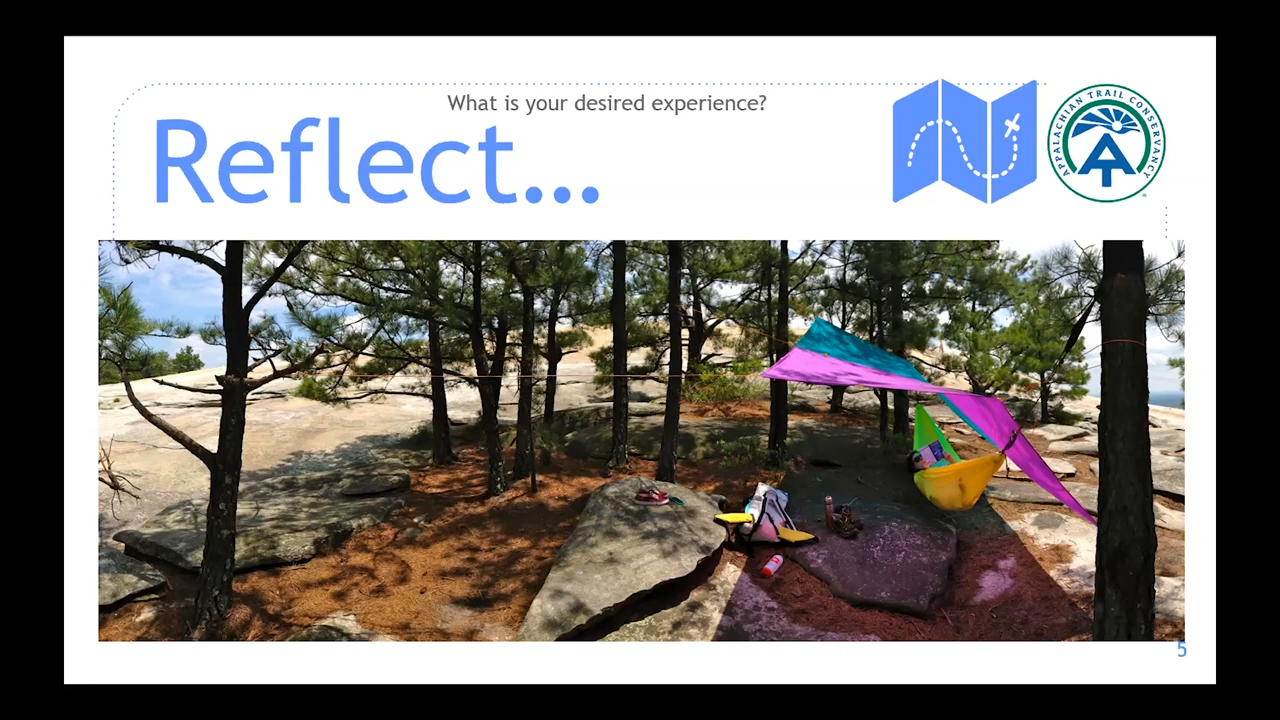 What is your desired experience?
Reflect...
APPALACHIAN TRAIL CONSERVANCY
5